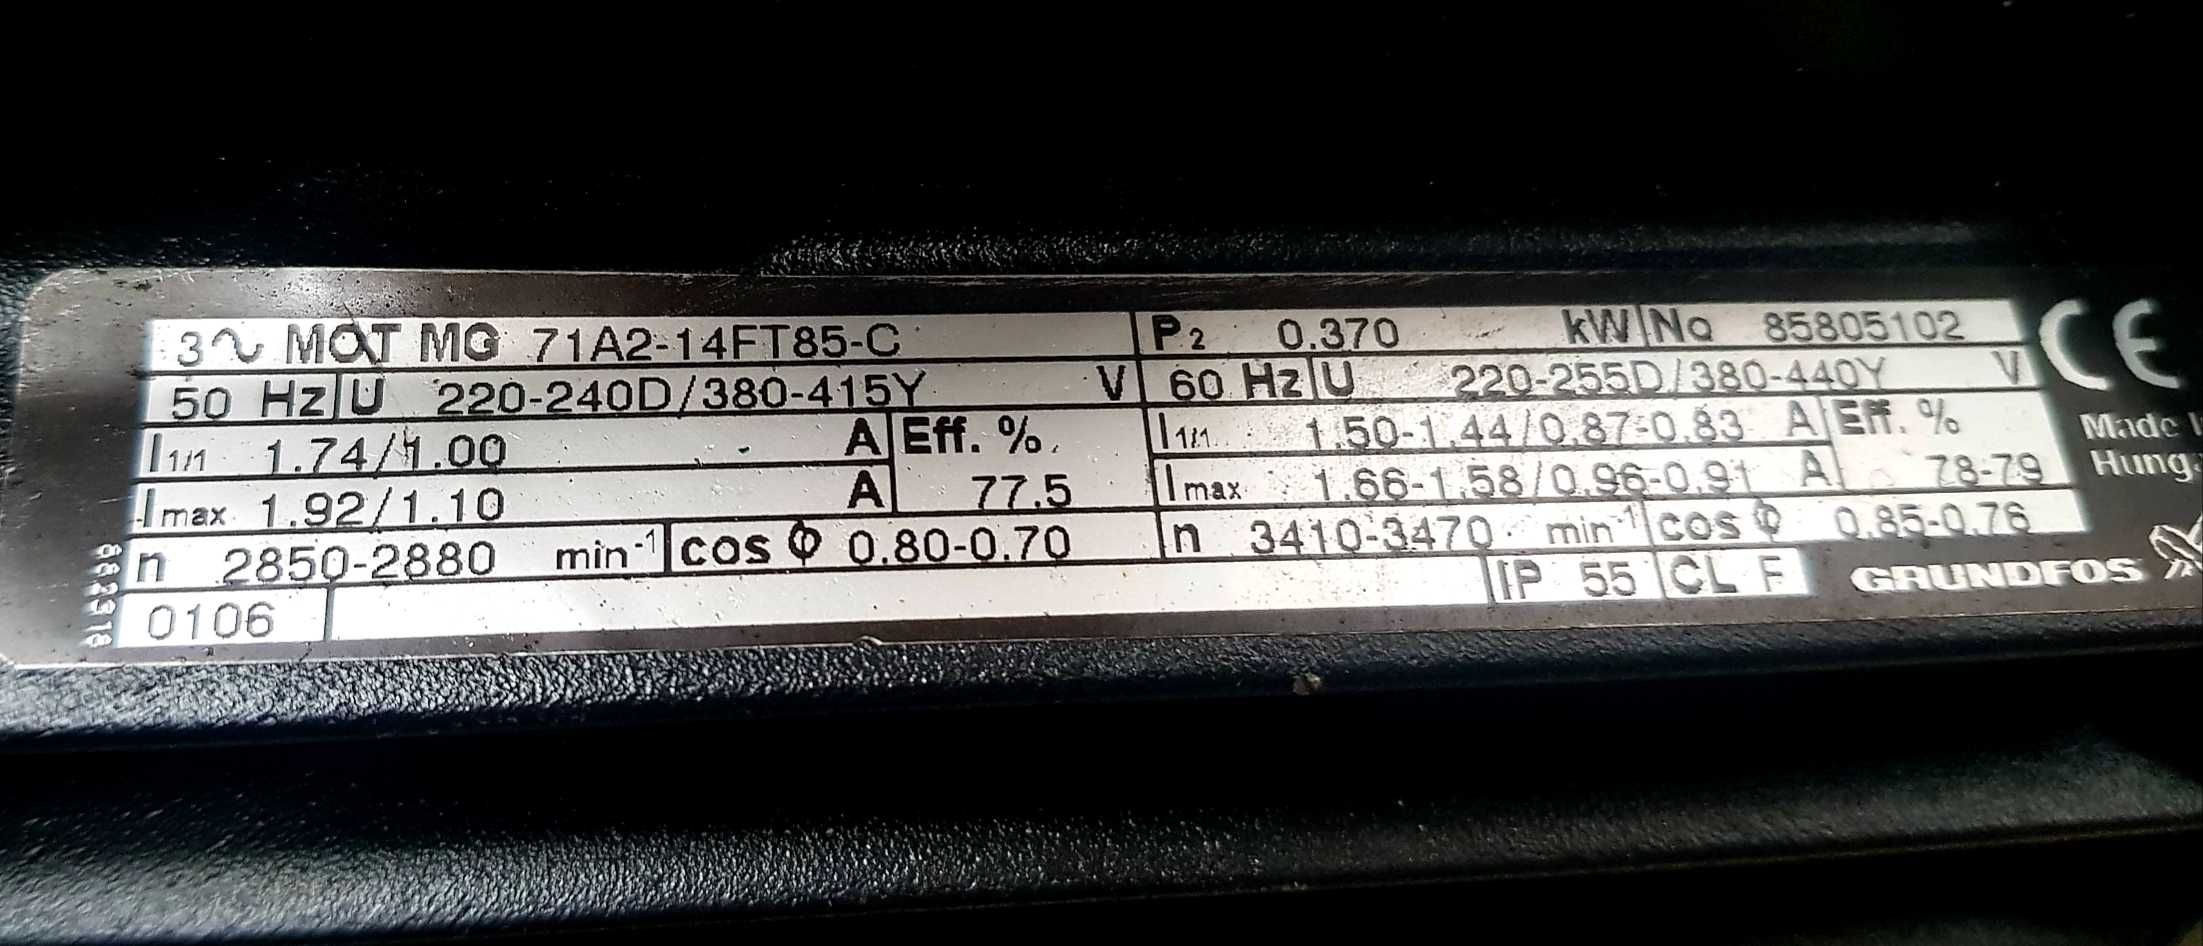 3~ MOT MG 71A2-14FT85-C
P2 0.370 kW No 85805102
50 Hz U 220-240D/380-415Y V
60 Hz U 220-255D/380-440Y V
I1/1 1.74/1.00 A Eff. %
Imax 1.92/1.10 A 77.5
I1/1 1.50-1.44/0.87-0.83 A Eff. %
Imax 1.66-1.58/0.96-0.91 A 78-79
n 2850-2880 min-1 cos φ 0.80-0.70
n 3410-3470 min-1 cos φ 0.85-0.76
0106
IP 55 CL F
CE
Made
Hung
GRUNDFOS